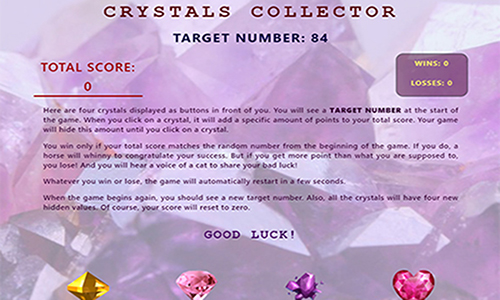 CRYSTALS COLLECTOR
TARGET NUMBER: 84
TOTAL SCORE:
0
WINS: 0
LOSSES: 0
Here are four crystals displayed as buttons in front of you. You will see a TARGET NUMBER at the start of
the game. When you click on a crystal, it will add a specific amount of points to your total score. Your game
will hide this amount until you click on a crystal.
You win only if your total score matches the random number from the beginning of the game. If you do, a
horse will whinny to congratulate your success. But if you get more point than what you are supposed to,
you lose! And you will hear a voice of a cat to share your bad luck!
Whatever you win or lose, the game will automatically restart in a few seconds.
When the game begins again, you should see a new target number. Also, all the crystals will have four new
hidden values. Of course, your score will reset to zero.
GOOD LUCK!